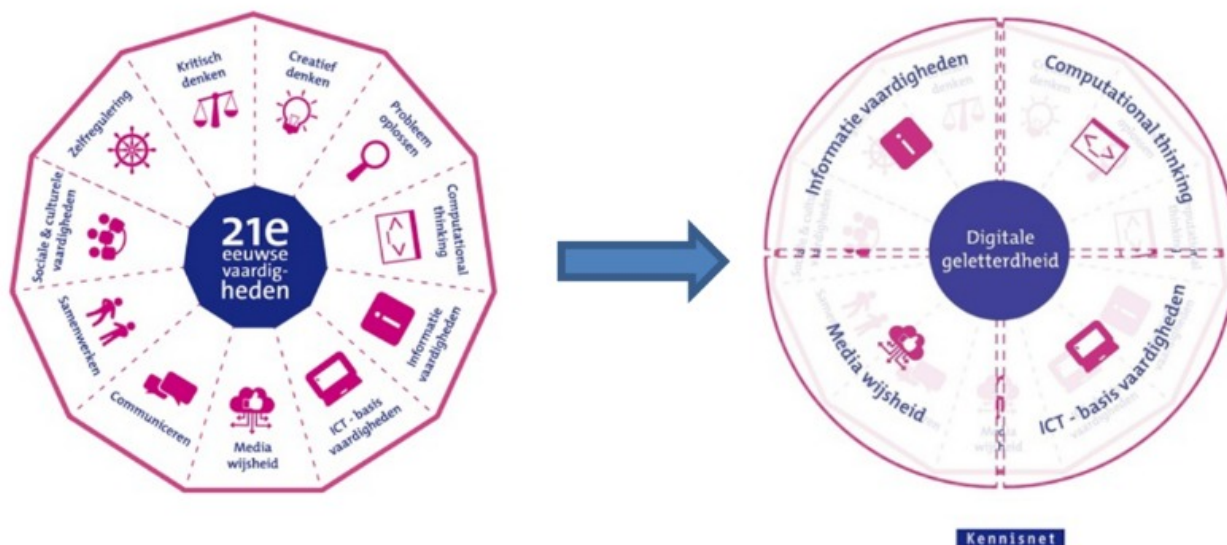 Kritisch
denken
Creatief
denken
Probleem
oplossen
Computational
thinking
Informatie
vaardigheden
ICT - basis
vaardigheden
Media
wijsheid
Communiceren
Samenwerken
Sociale & culturele
vaardigheden
Zelfregulering
21e
eeuwse
vaardig-
heden
Informatie vaardigheden
Computational thinking
ICT - basis vaardigheden
Media wijsheid
Digitale
geletterdheid
Kennisnet